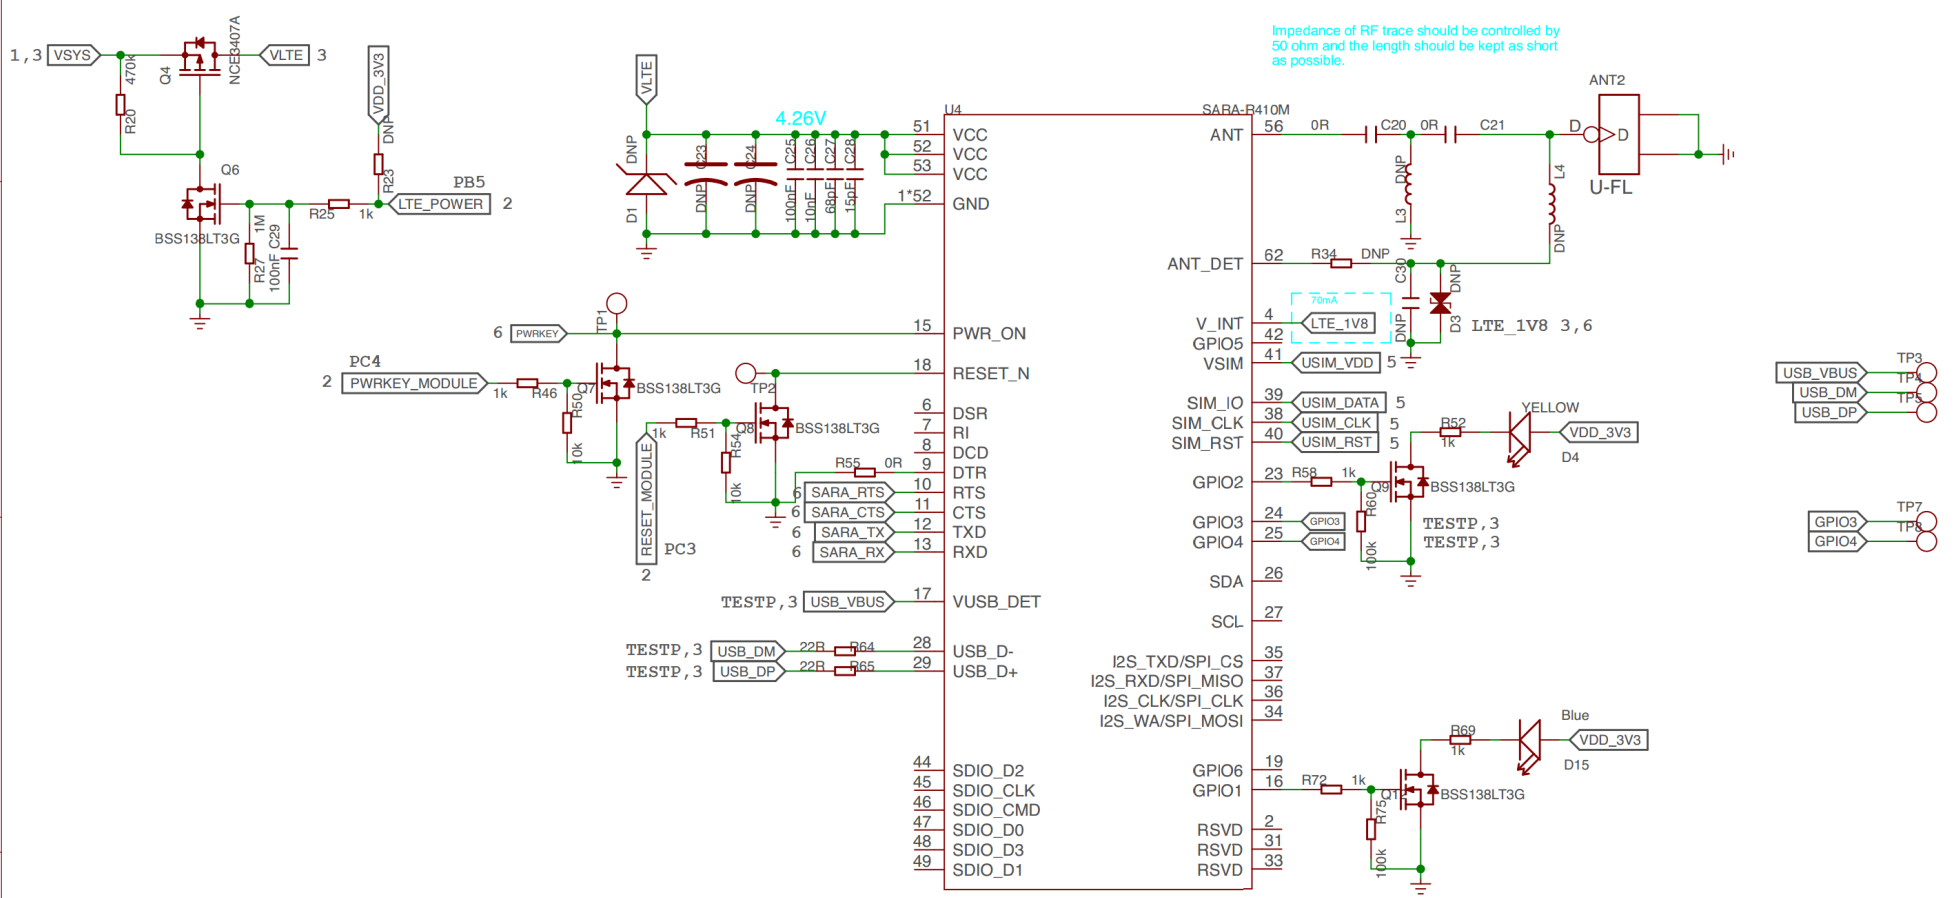 1,3
VSYS
470k
R20
Q4
NCE3407A
VLTE
3
VDD_3V3
DNP
R23
Q6
BSS138LT3G
1M
R27
100nF
C29
R25
1k
PB5
LTE_POWER
2
VLTE
DNP
D1
4.26V
C23
DNP
C24
DNP
C25
100nF
C26
10nF
C27
68pF
C28
15pF
U4
SARA-R410M
51 VCC
52 VCC
53 VCC
1*52 GND
15 PWR_ON
18 RESET_N
6 DSR
7 RI
8 DCD
9 DTR
10 RTS
11 CTS
12 TXD
13 RXD
17 VUSB_DET
28 USB_D-
29 USB_D+
44 SDIO_D2
45 SDIO_CLK
46 SDIO_CMD
47 SDIO_D0
48 SDIO_D3
49 SDIO_D1
ANT 56
ANT_DET 62
V_INT 4
GPIO5 42
VSIM 41
SIM_IO 39
SIM_CLK 38
SIM_RST 40
GPIO2 23
GPIO3 24
GPIO4 25
SDA 26
SCL 27
I2S_TXD/SPI_CS 35
I2S_RXD/SPI_MISO 37
I2S_CLK/SPI_CLK 36
I2S_WA/SPI_MOSI 34
GPIO6 19
GPIO1 16
RSVD 2
RSVD 31
RSVD 33
6
PWRKEY
TP1
PC4
2
PWRKEY_MODULE
1k
R46
R50
10k
Q7
BSS138LT3G
TP2
RESET_MODULE
PC3
2
1k
R51
R54
10k
Q8
BSS138LT3G
R55
0R
6 SARA_RTS
6 SARA_CTS
6 SARA_TX
6 SARA_RX
TESTP,3 USB_VBUS
TESTP,3 USB_DM 22R R64
TESTP,3 USB_DP 22R R65
Impedance of RF trace should be controlled by
50 ohm and the length should be kept as short
as possible.
0R
C20
0R
C21
DNP
L3
L4
DNP
ANT2
D
D
U-FL
R34
DNP
C30
DNP
DNP
D3
70mA
LTE_1V8
LTE_1V8 3,6
USIM_VDD 5
USIM_DATA 5
USIM_CLK 5
USIM_RST 5
R58
1k
R60
100k
Q9
BSS138LT3G
R52
1k
YELLOW
D4
VDD_3V3
GPIO3
GPIO4
TESTP,3
TESTP,3
USB_VBUS
TP3
USB_DM
TP4
USB_DP
TP5
GPIO3
TP7
GPIO4
TP8
R72
1k
R75
100k
BSS138LT3G
R69
1k
Blue
D15
VDD_3V3